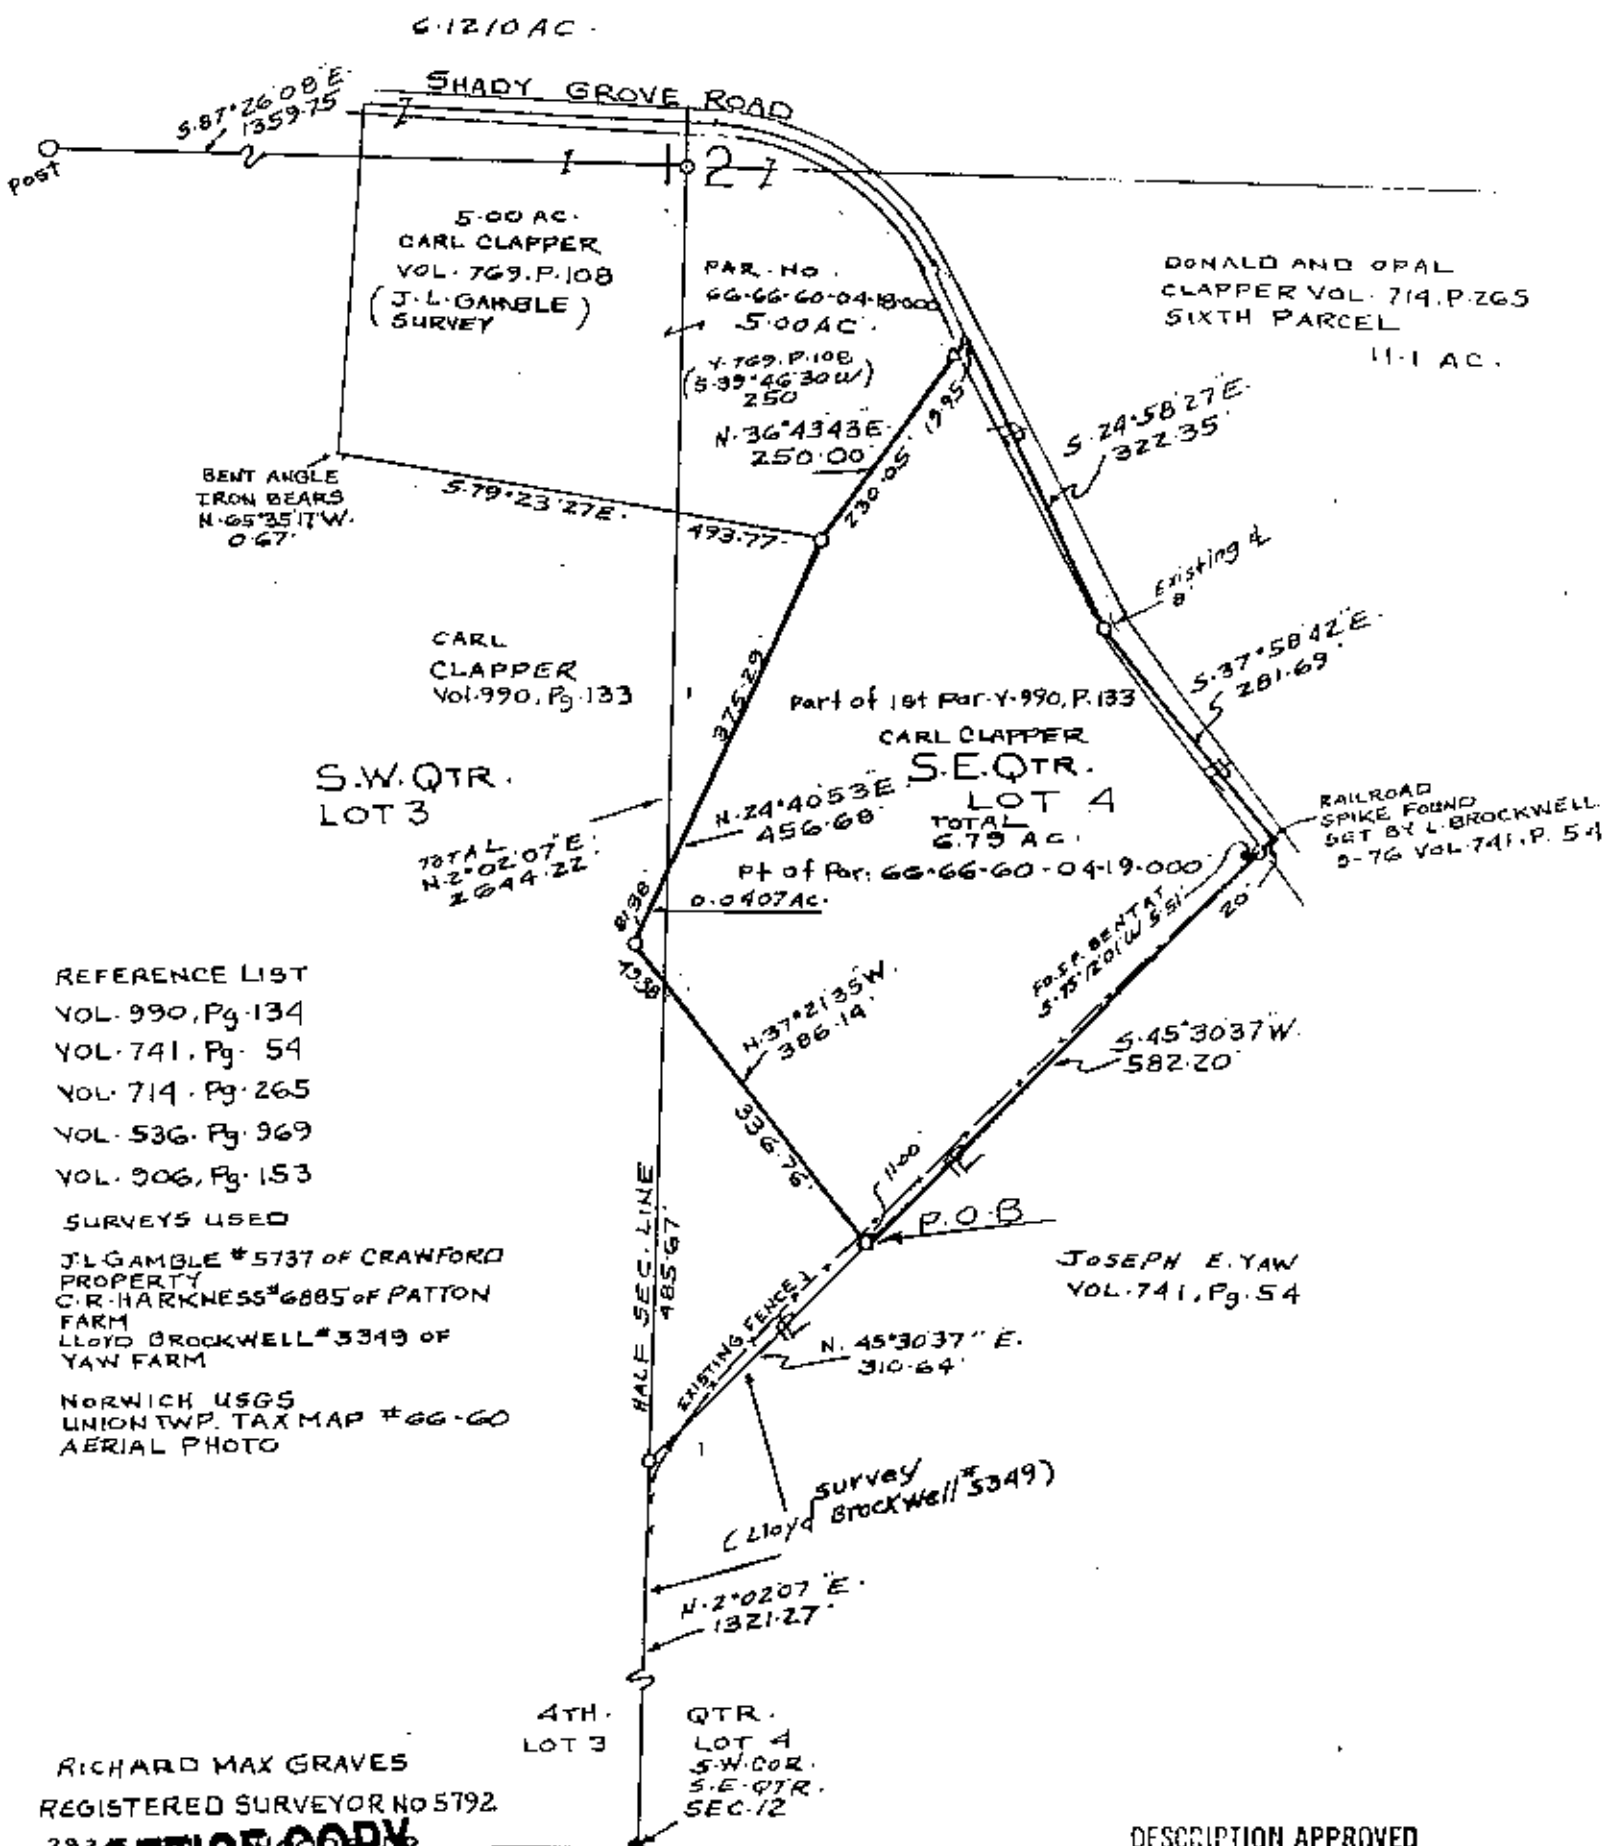 6.1210 AC.
SHADY GROVE ROAD
S.87°26'08"E.
1359.75
Post
12
5.00 AC.
CARL CLAPPER
VOL. 769. P. 108
(J.L. GAMBLE)
SURVEY
PAR. NO.
66-66-60-04-18-000
5.00 AC.
V. 769. P. 108
250
N.36°43'43E.
250.00'
19.95
230.05'
DONALD AND OPAL
CLAPPER VOL. 714. P. 265
SIXTH PARCEL
11.1 AC.
S.24°58'27"E.
322.35'
BENT ANGLE
IRON BEARS
N.65°35'17"W.
0.67'
S.79°23'27E.
493.77'
Existing ℄
8'
S.37°58'42"E.
281.69'
CARL
CLAPPER
Vol. 990, Pg. 133
375.29
Part of 1st Par. V. 990, P. 133
CARL CLAPPER
S.E. QTR.
LOT 4
TOTAL
6.79 AC.
S.W. QTR.
LOT 3
N.24°40'53"E
456.68'
TOTAL
N.2°02'07"E.
2644.22'
Pt of Par: 66-66-60-04-19-000
0.0407 AC.
81.38'
49.38'
RAILROAD
SPIKE FOUND
SET BY L. BROCKWELL
VOL. 741, P. 54
20'
N.37°21'35"W.
386.14'
336.76'
S.45°30'37"W.
582.20'
REFERENCE LIST
VOL. 990, Pg. 134
VOL. 741, Pg. 54
VOL. 714. Pg. 265
VOL. 536. Pg. 969
VOL. 906, Pg. 153
SURVEYS USED
J.L. GAMBLE #5737 OF CRAWFORD
PROPERTY
C.R. HARKNESS #6885 OF PATTON
FARM
LLOYD BROCKWELL #5349 OF
YAW FARM
NORWICH USGS
UNION TWP. TAX MAP #66-60
AERIAL PHOTO
HALF SEC. LINE
485.67'
11.00'
P.O.B
JOSEPH E. YAW
VOL. 741, Pg. 54
EXISTING FENCE
N. 45°30'37" E.
310.64'
survey
(Lloyd Brockwell #5349)
N.2°02'07"E.
1321.27'
4TH. QTR.
LOT 3 LOT 4
S.W. COR.
S.E. QTR.
SEC. 12
RICHARD MAX GRAVES
REGISTERED SURVEYOR NO 5792
DESCRIPTION APPROVED